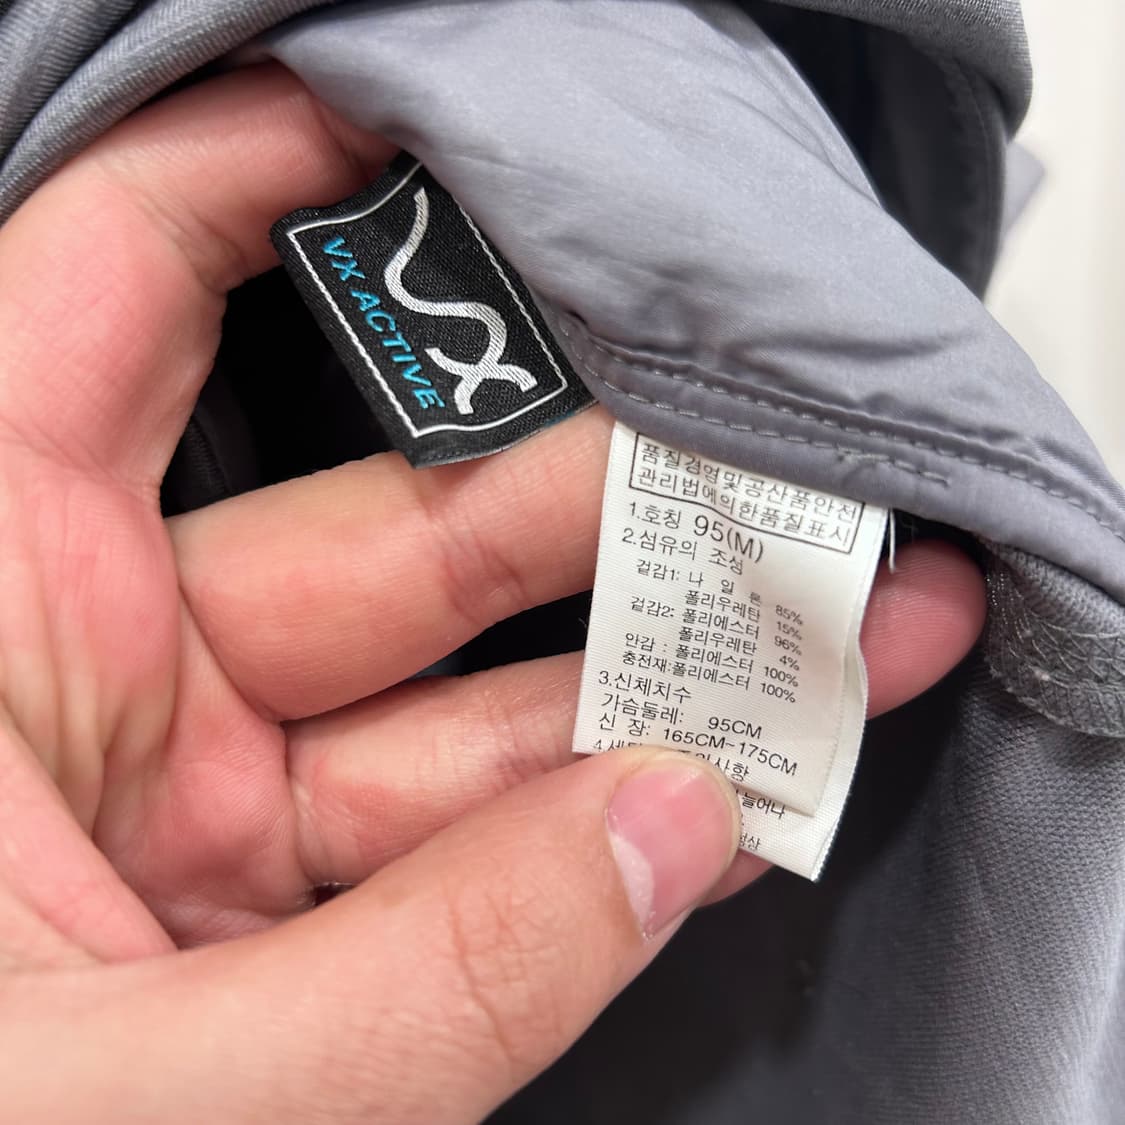 VX ACTIVE
품질경영및공산품안전
관리법에의한품질표시
1.호칭 95(M)
2.섬유의 조성
겉감1: 나 일 론 85%
폴리우레탄 15%
겉감2: 폴리에스터 96%
폴리우레탄 4%
안감 : 폴리에스터 100%
충전재:폴리에스터 100%
3.신체치수
가슴둘레: 95CM
신 장: 165CM~175CM
늘어나